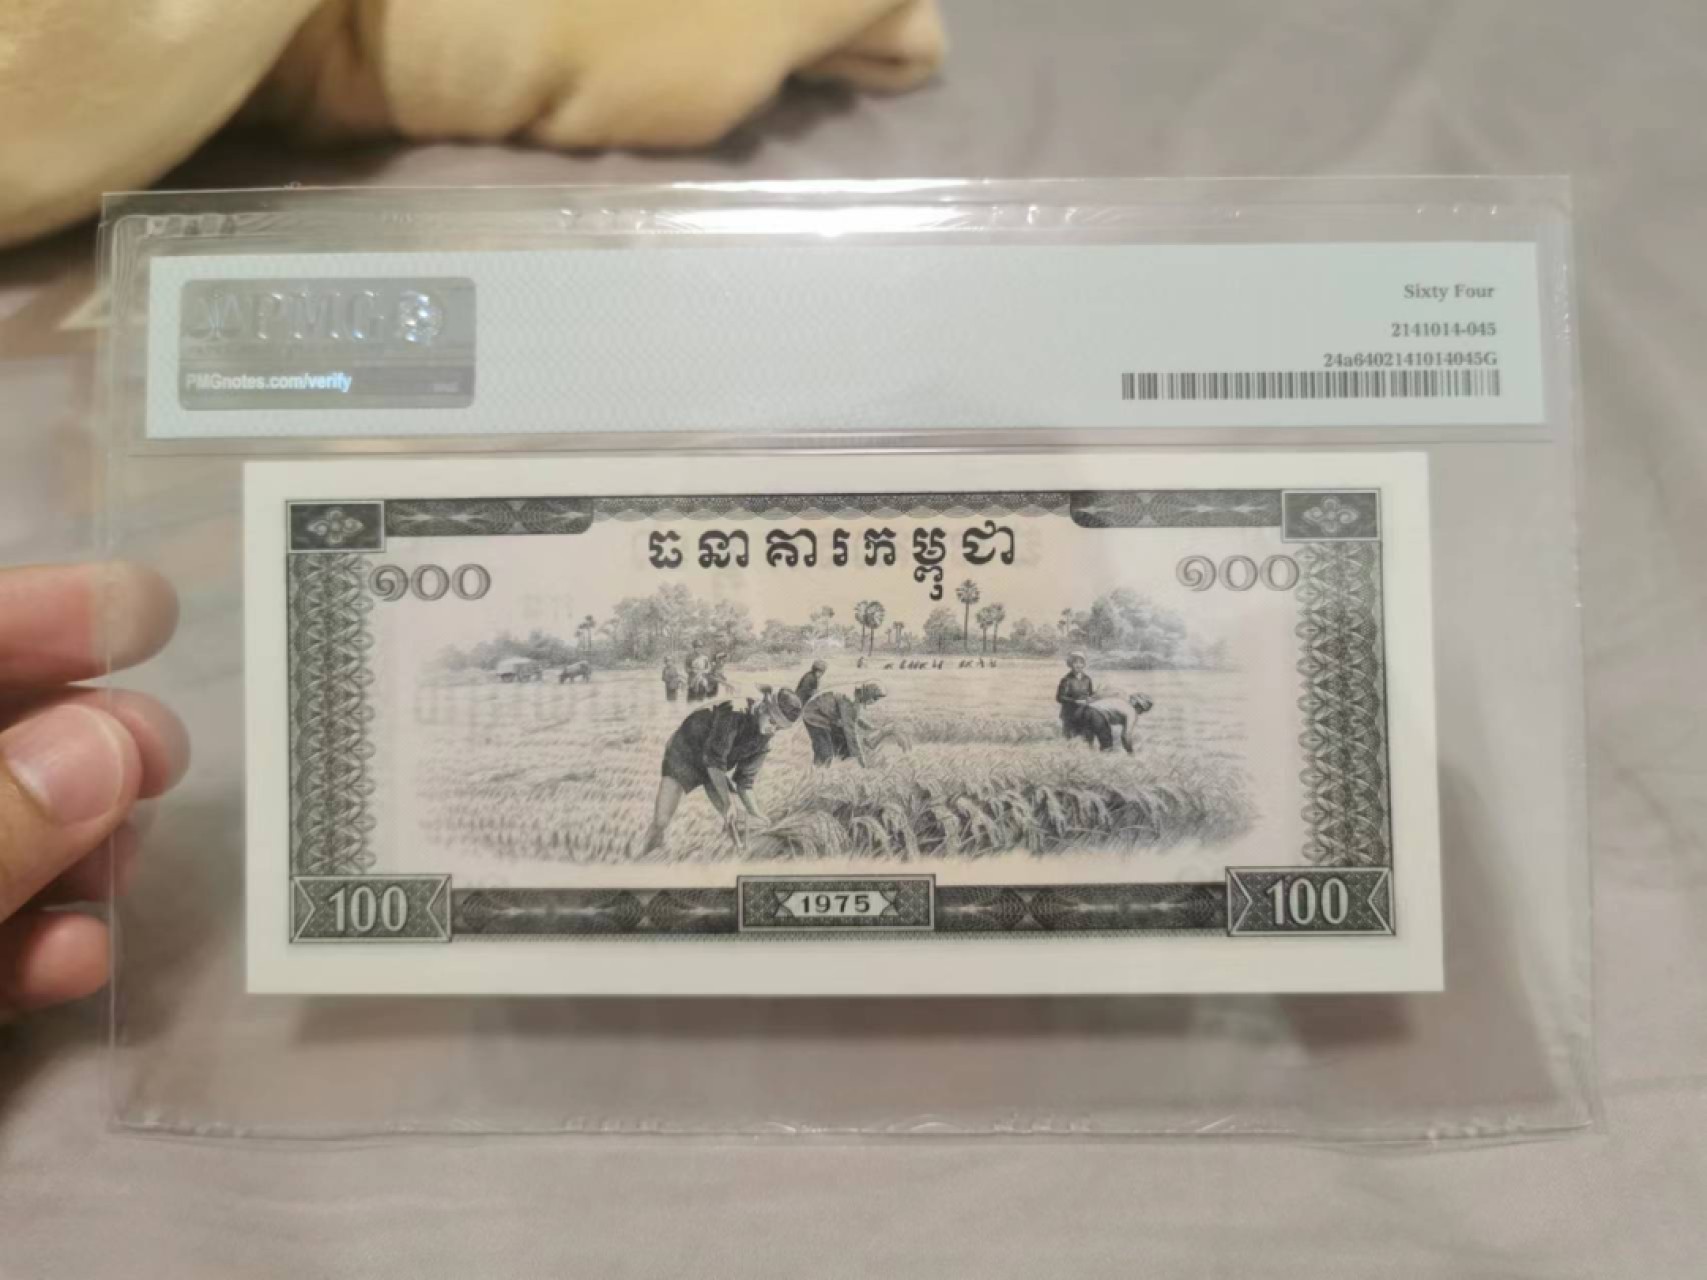 PMG
PMGnotes.com/verify
Sixty Four
2141014-045
24a6402141014045G
ធនាគារកម្ពុជា
១០០ ១០០
100 1975 100